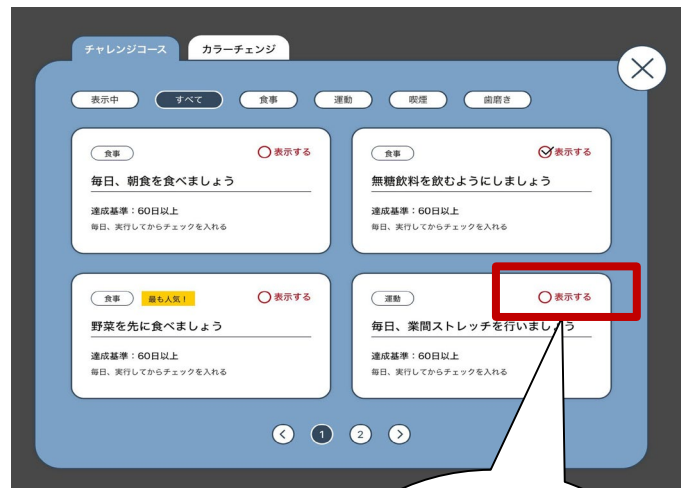 チャレンジコース カラーチェンジ
表示中 すべて 食事 運動 喫煙 歯磨き
食事 表示する
毎日、朝食を食べましょう
達成基準：60日以上
毎日、実行してからチェックを入れる
食事 表示する
無糖飲料を飲むようにしましょう
達成基準：60日以上
毎日、実行してからチェックを入れる
食事 最も人気！ 表示する
野菜を先に食べましょう
達成基準：60日以上
毎日、実行してからチェックを入れる
運動 表示する
毎日、業間ストレッチを行いましょう
達成基準：60日以上
毎日、実行してからチェックを入れる
1 2